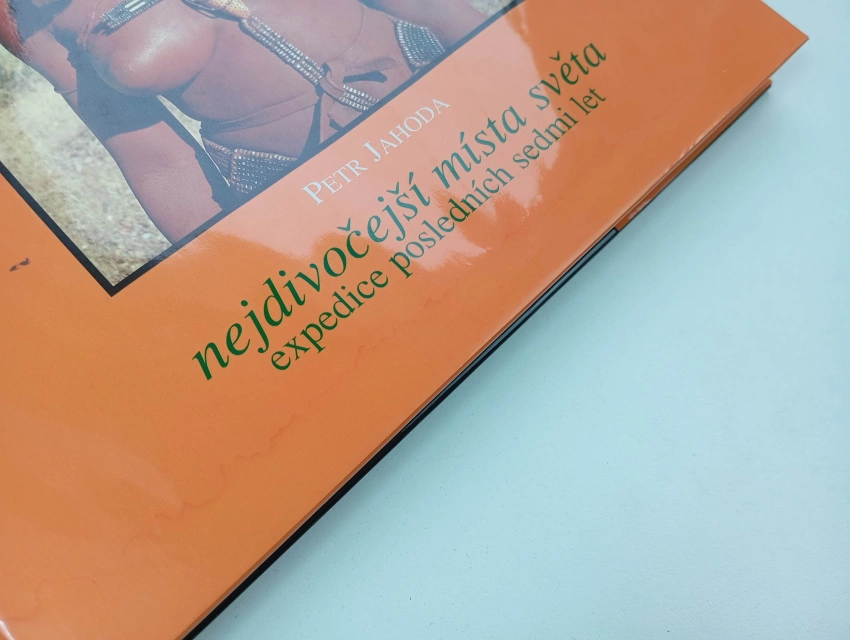 PETR JAHODA
nejdivočejší místa světa
expedice posledních sedmi let